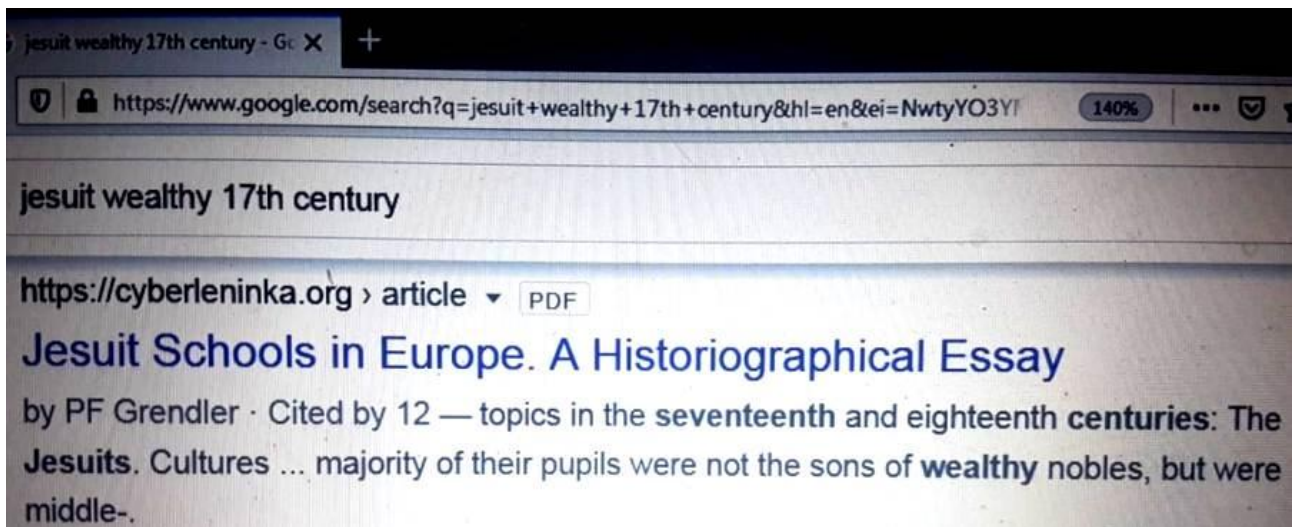 jesuit wealthy 17th century - Go
https://www.google.com/search?q=jesuit+wealthy+17th+century&hl=en&ei=NwtyYO3Y
140%
jesuit wealthy 17th century
https://cyberleninka.org › article PDF
Jesuit Schools in Europe. A Historiographical Essay
by PF Grendler · Cited by 12 — topics in the seventeenth and eighteenth centuries: The
Jesuits. Cultures ... majority of their pupils were not the sons of wealthy nobles, but were
middle-.